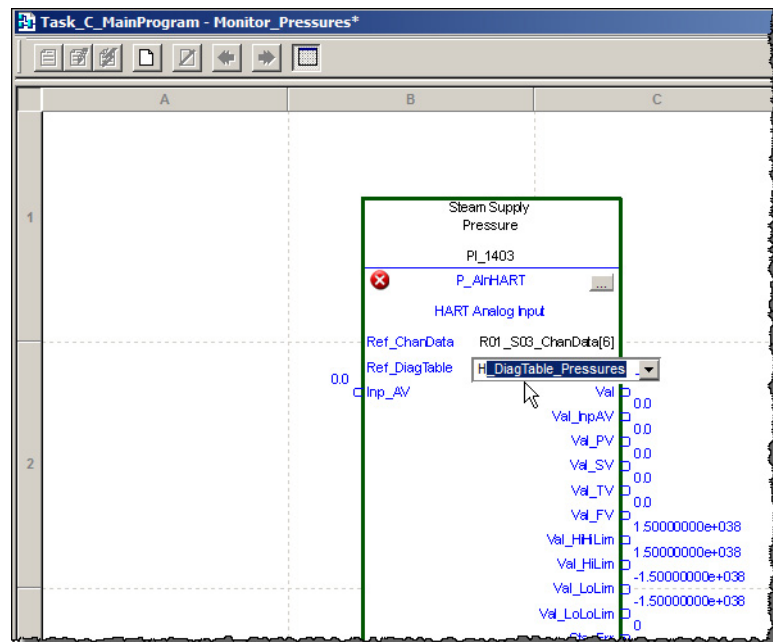 Task_C_MainProgram - Monitor_Pressures*
A B C
1
Steam Supply
Pressure
PI_1403
P_AInHART ...
HART Analog Input
Ref_ChanData R01_S03_ChanData[6]
Ref_DiagTable H_DiagTable_Pressures
0.0
Inp_AV Val
0.0
Val_InpAV
0.0
Val_PV
0.0
2
Val_SV
0.0
Val_TV
0.0
Val_FV
1.50000000e+038
Val_HiHiLim
1.50000000e+038
Val_HiLim
-1.50000000e+038
Val_LoLim
-1.50000000e+038
Val_LoLoLim
0